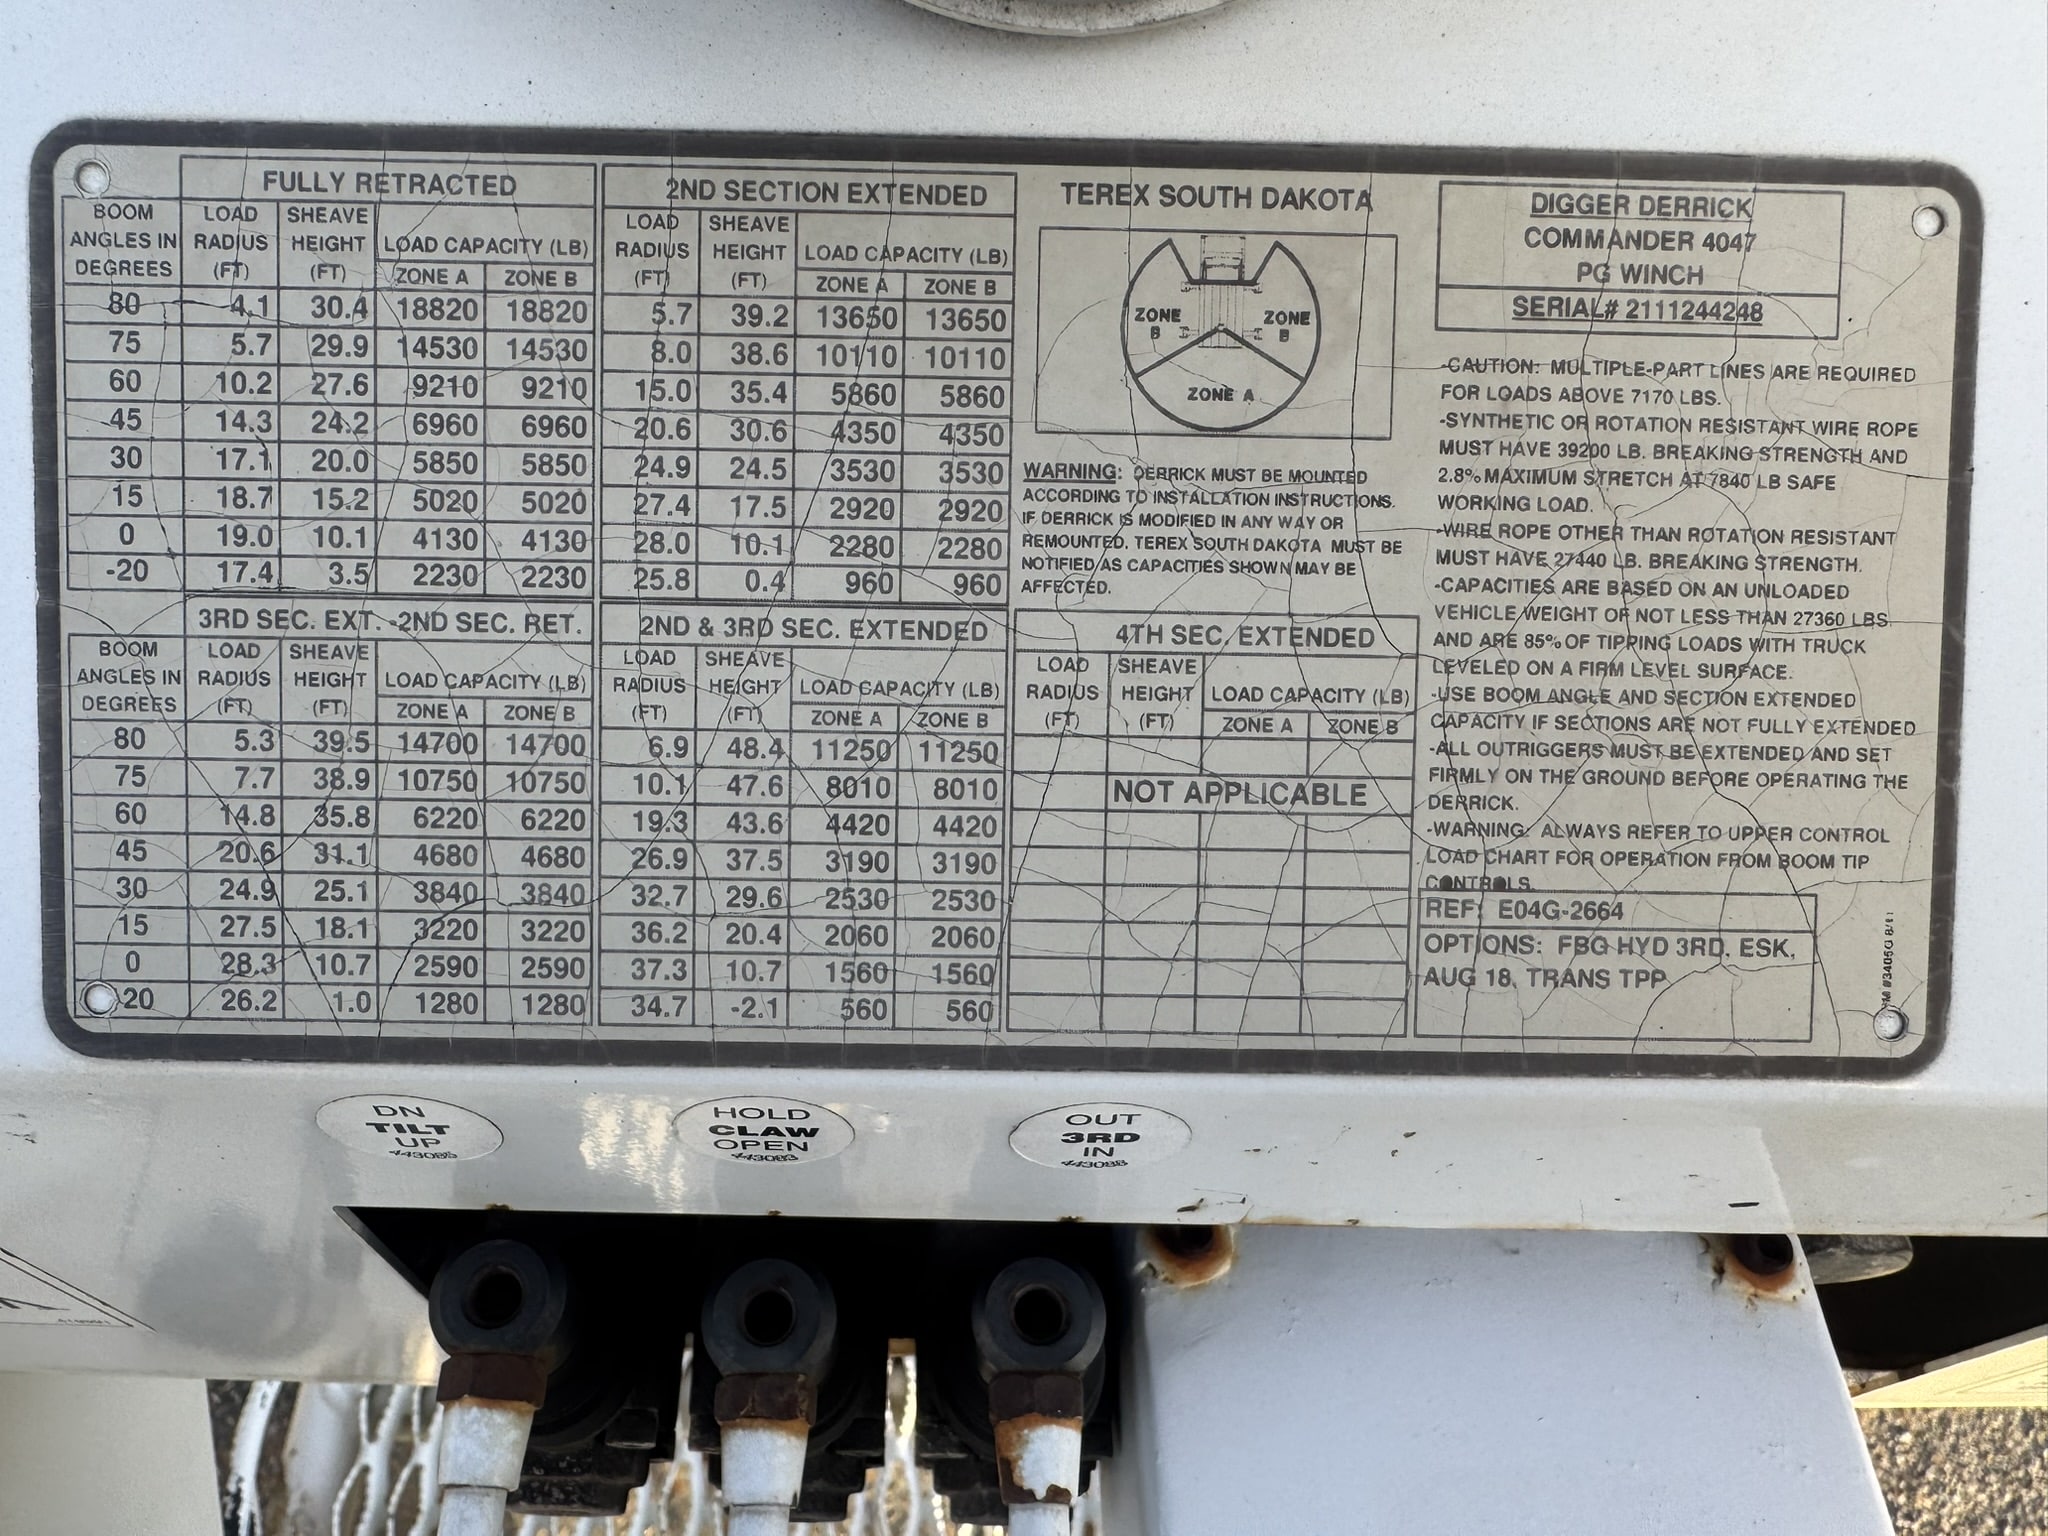 FULLY RETRACTED
BOOM ANGLES IN DEGREES LOAD RADIUS (FT) SHEAVE HEIGHT (FT) LOAD CAPACITY (LB)
ZONE A ZONE B
80 4.1 30.4 18820 18820
75 5.7 29.9 14530 14530
60 10.2 27.6 9210 9210
45 14.3 24.2 6960 6960
30 17.1 20.0 5850 5850
15 18.7 15.2 5020 5020
0 19.0 10.1 4130 4130
-20 17.4 3.5 2230 2230
2ND SECTION EXTENDED
LOAD RADIUS (FT) SHEAVE HEIGHT (FT) LOAD CAPACITY (LB)
ZONE A ZONE B
5.7 39.2 13650 13650
8.0 38.6 10110 10110
15.0 35.4 5860 5860
20.6 30.6 4350 4350
24.9 24.5 3530 3530
27.4 17.5 2920 2920
28.0 10.1 2280 2280
25.8 0.4 960 960
3RD SEC. EXT. -2ND SEC. RET.
BOOM ANGLES IN DEGREES LOAD RADIUS (FT) SHEAVE HEIGHT (FT) LOAD CAPACITY (LB)
ZONE A ZONE B
80 5.3 39.5 14700 14700
75 7.7 38.9 10750 10750
60 14.8 35.8 6220 6220
45 20.6 31.1 4680 4680
30 24.9 25.1 3840 3840
15 27.5 18.1 3220 3220
0 28.3 10.7 2590 2590
20 26.2 1.0 1280 1280
2ND & 3RD SEC. EXTENDED
LOAD RADIUS (FT) SHEAVE HEIGHT (FT) LOAD CAPACITY (LB)
ZONE A ZONE B
6.9 48.4 11250 11250
10.1 47.6 8010 8010
19.3 43.6 4420 4420
26.9 37.5 3190 3190
32.7 29.6 2530 2530
36.2 20.4 2060 2060
37.3 10.7 1560 1560
34.7 -2.1 560 560
TEREX SOUTH DAKOTA
ZONE B
ZONE B
ZONE A
WARNING: DERRICK MUST BE MOUNTED
ACCORDING TO INSTALLATION INSTRUCTIONS.
IF DERRICK IS MODIFIED IN ANY WAY OR
REMOUNTED, TEREX SOUTH DAKOTA MUST BE
NOTIFIED AS CAPACITIES SHOWN MAY BE
AFFECTED.
4TH SEC. EXTENDED
LOAD RADIUS (FT) SHEAVE HEIGHT (FT) LOAD CAPACITY (LB)
ZONE A ZONE B
NOT APPLICABLE
DIGGER DERRICK
COMMANDER 4047
PG WINCH
SERIAL# 2111244248
-CAUTION: MULTIPLE-PART LINES ARE REQUIRED
FOR LOADS ABOVE 7170 LBS.
-SYNTHETIC OR ROTATION RESISTANT WIRE ROPE
MUST HAVE 39200 LB. BREAKING STRENGTH AND
2.8% MAXIMUM STRETCH AT 7840 LB SAFE
WORKING LOAD.
-WIRE ROPE OTHER THAN ROTATION RESISTANT
MUST HAVE 27440 LB. BREAKING STRENGTH.
-CAPACITIES ARE BASED ON AN UNLOADED
VEHICLE WEIGHT OF NOT LESS THAN 27360 LBS.
AND ARE 85% OF TIPPING LOADS WITH TRUCK
LEVELED ON A FIRM LEVEL SURFACE.
-USE BOOM ANGLE AND SECTION EXTENDED
CAPACITY IF SECTIONS ARE NOT FULLY EXTENDED
-ALL OUTRIGGERS MUST BE EXTENDED AND SET
FIRMLY ON THE GROUND BEFORE OPERATING THE
DERRICK.
-WARNING: ALWAYS REFER TO UPPER CONTROL
LOAD CHART FOR OPERATION FROM BOOM TIP
CONTROLS.
REF: E04G-2664
OPTIONS: FBG HYD 3RD, ESK,
AUG 18, TRANS TPP
DN
TILT
UP
443085
HOLD
CLAW
OPEN
443083
OUT
3RD
IN
443088